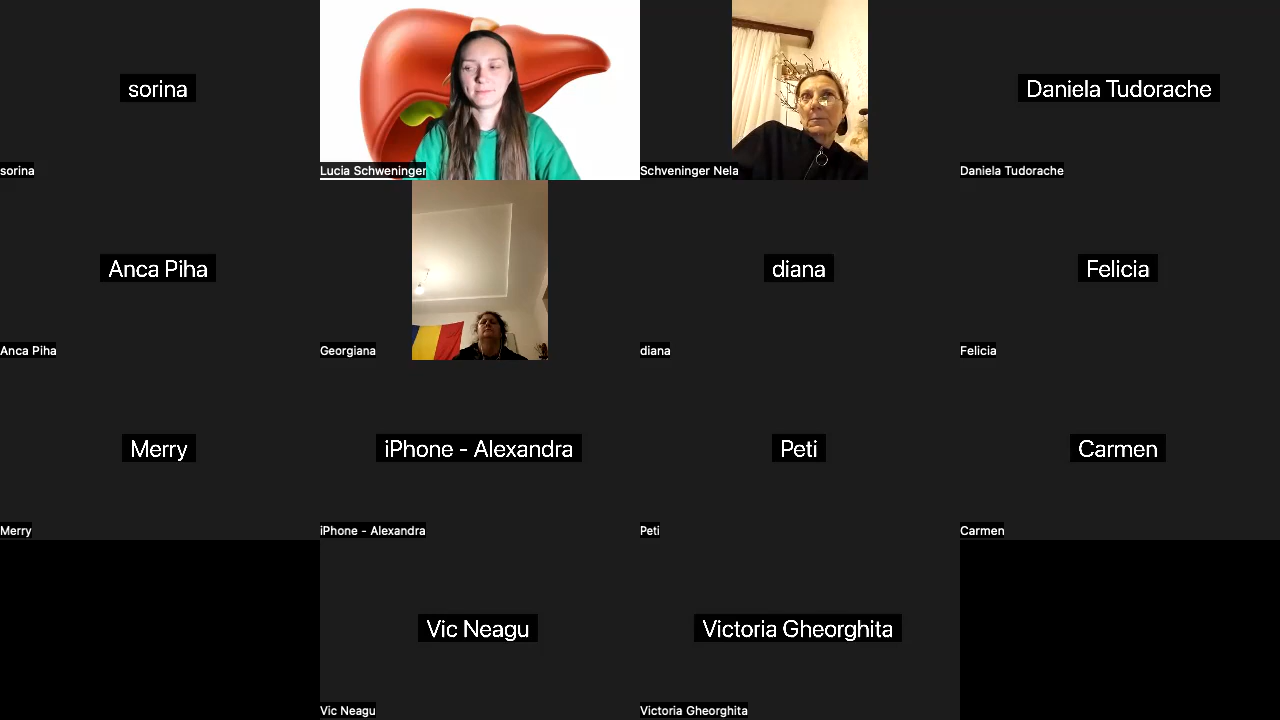 sorina
Daniela Tudorache
sorina
Lucia Schweninger
Schveninger Nela
Daniela Tudorache
Anca Piha
diana
Felicia
Anca Piha
Georgiana
diana
Felicia
Merry
iPhone - Alexandra
Peti
Carmen
Merry
iPhone - Alexandra
Peti
Carmen
Vic Neagu
Victoria Gheorghita
Vic Neagu
Victoria Gheorghita